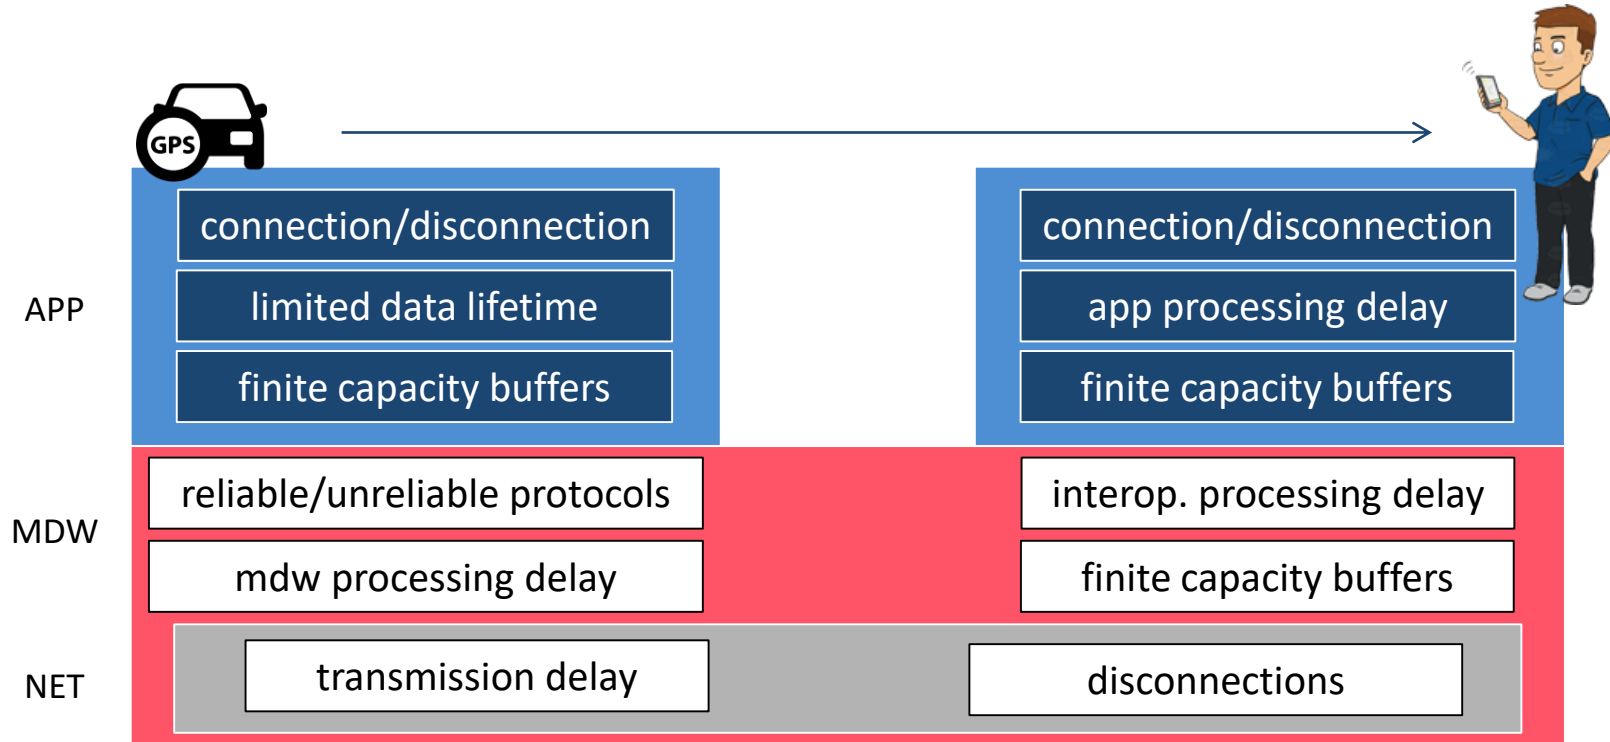 GPS
connection/disconnection
connection/disconnection
APP
limited data lifetime
app processing delay
finite capacity buffers
finite capacity buffers
reliable/unreliable protocols
interop. processing delay
MDW
mdw processing delay
finite capacity buffers
NET
transmission delay
disconnections